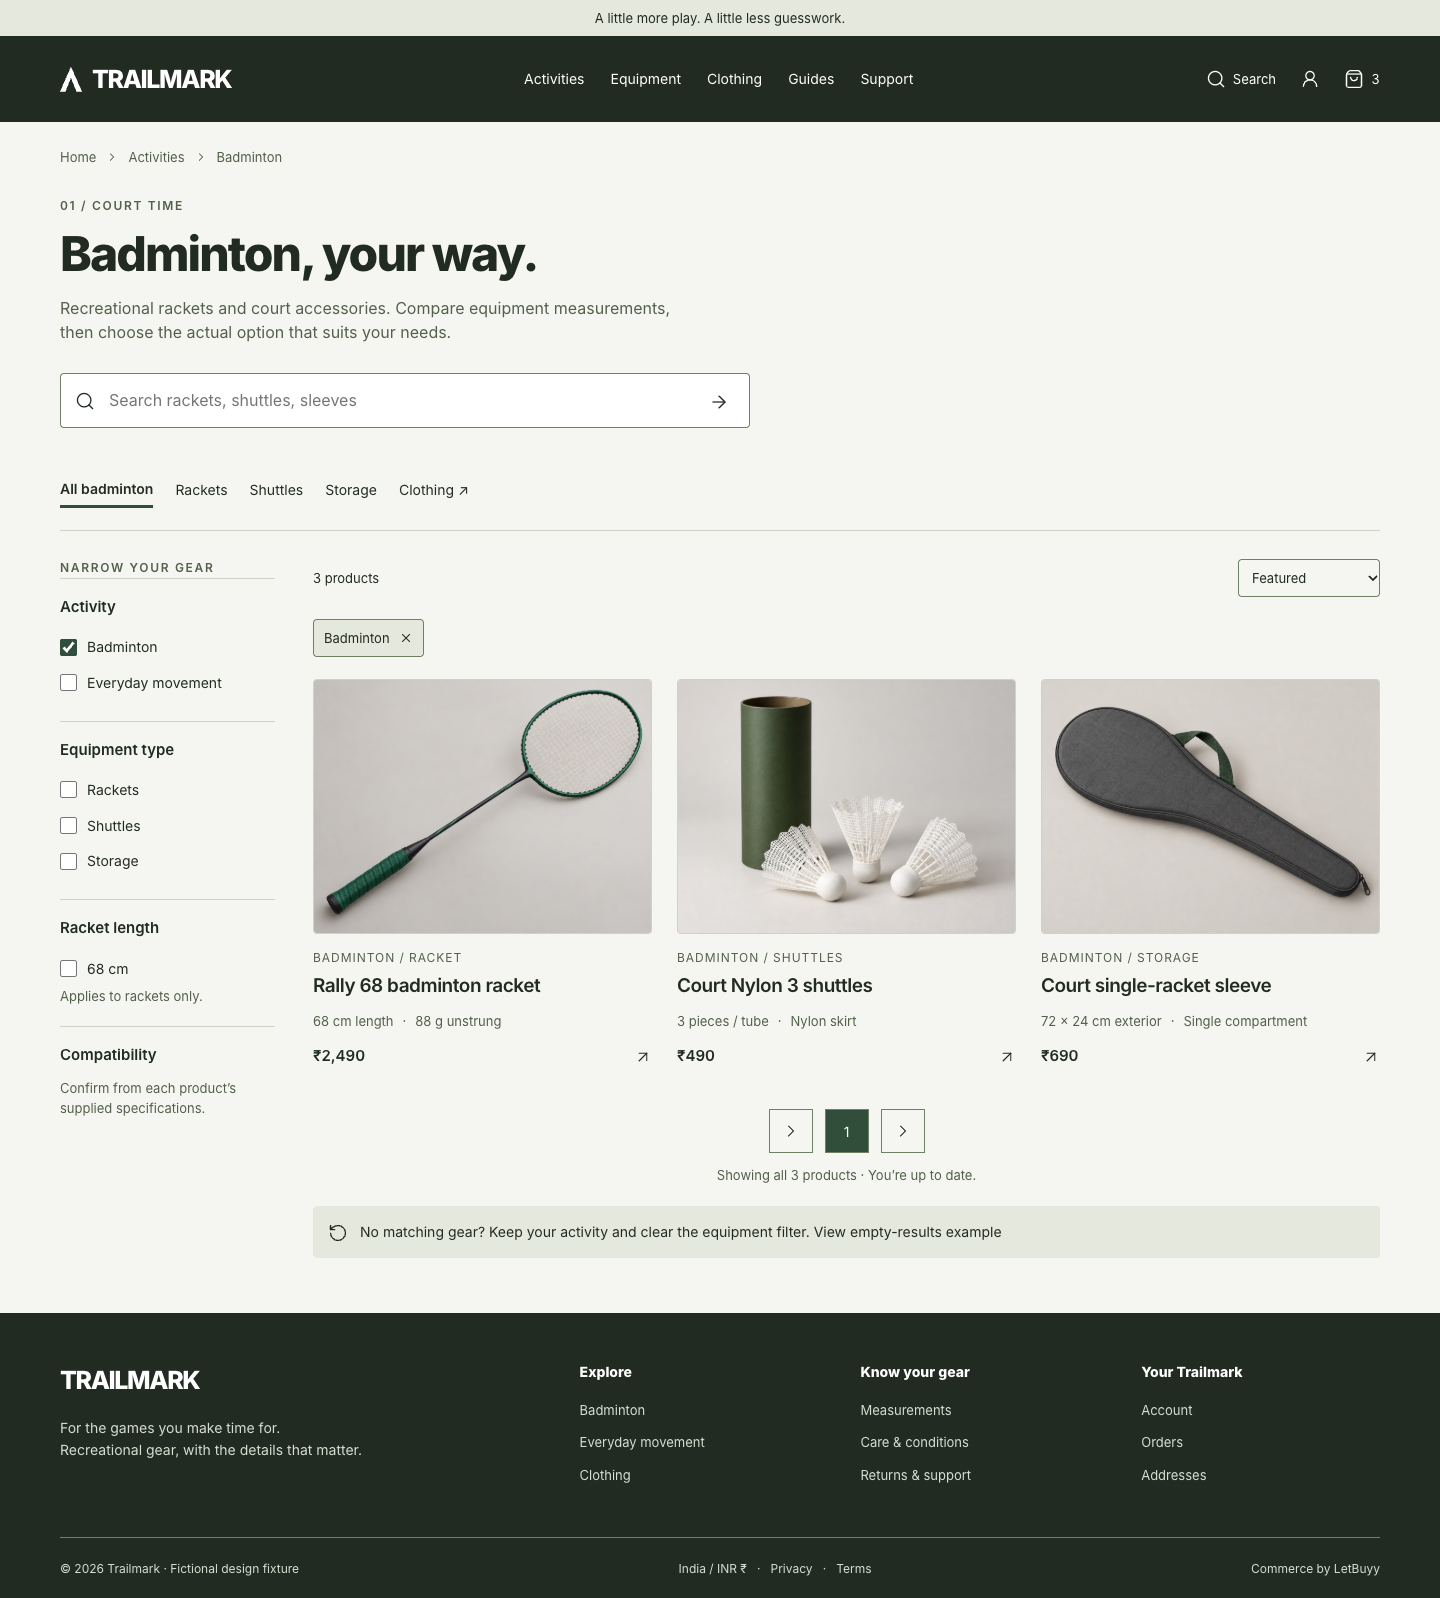 A little more play. A little less guesswork.
TRAILMARK
Activities Equipment Clothing Guides Support
Search 3
Home Activities Badminton
01 / COURT TIME
Badminton, your way.
Recreational rackets and court accessories. Compare equipment measurements,
then choose the actual option that suits your needs.
Search rackets, shuttles, sleeves
All badminton Rackets Shuttles Storage Clothing ↗
NARROW YOUR GEAR
Activity
Badminton
Everyday movement
Equipment type
Rackets
Shuttles
Storage
Racket length
68 cm
Applies to rackets only.
Compatibility
Confirm from each product’s
supplied specifications.
3 products
Featured
Badminton
BADMINTON / RACKET
Rally 68 badminton racket
68 cm length · 88 g unstrung
₹2,490
BADMINTON / SHUTTLES
Court Nylon 3 shuttles
3 pieces / tube · Nylon skirt
₹490
BADMINTON / STORAGE
Court single-racket sleeve
72 × 24 cm exterior · Single compartment
₹690
1
Showing all 3 products · You’re up to date.
No matching gear? Keep your activity and clear the equipment filter. View empty-results example
TRAILMARK
For the games you make time for.
Recreational gear, with the details that matter.
Explore
Badminton
Everyday movement
Clothing
Know your gear
Measurements
Care & conditions
Returns & support
Your Trailmark
Account
Orders
Addresses
© 2026 Trailmark · Fictional design fixture
India / INR ₹ · Privacy · Terms
Commerce by LetBuyy